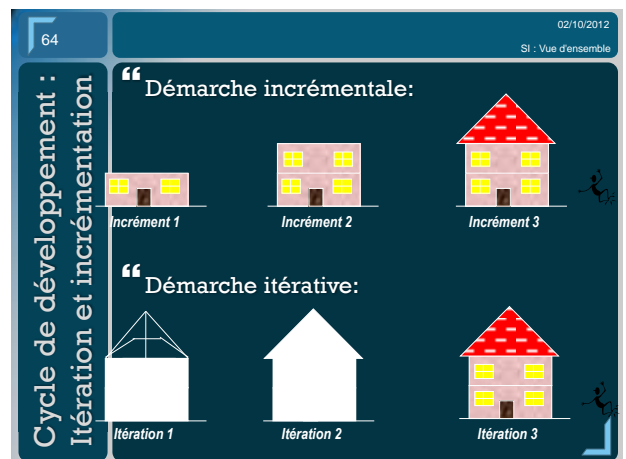 64
02/10/2012
SI : Vue d'ensemble
Cycle de développement :
Itération et incrémentation
“Démarche incrémentale:
Incrément 1
Incrément 2
Incrément 3
“Démarche itérative:
Itération 1
Itération 2
Itération 3